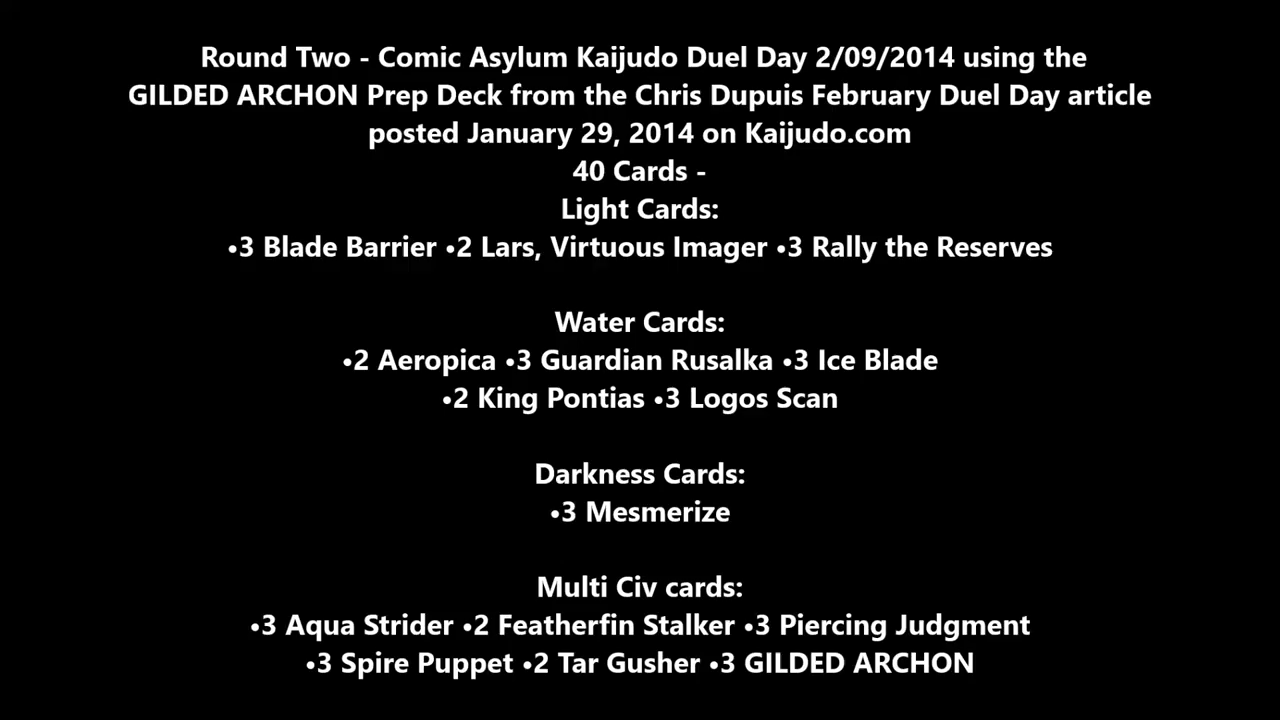 Round Two - Comic Asylum Kaijudo Duel Day 2/09/2014 using the
GILDED ARCHON Prep Deck from the Chris Dupuis February Duel Day article
posted January 29, 2014 on Kaijudo.com
40 Cards -
Light Cards:
•3 Blade Barrier •2 Lars, Virtuous Imager •3 Rally the Reserves
Water Cards:
•2 Aeropica •3 Guardian Rusalka •3 Ice Blade
•2 King Pontias •3 Logos Scan
Darkness Cards:
•3 Mesmerize
Multi Civ cards:
•3 Aqua Strider •2 Featherfin Stalker •3 Piercing Judgment
•3 Spire Puppet •2 Tar Gusher •3 GILDED ARCHON